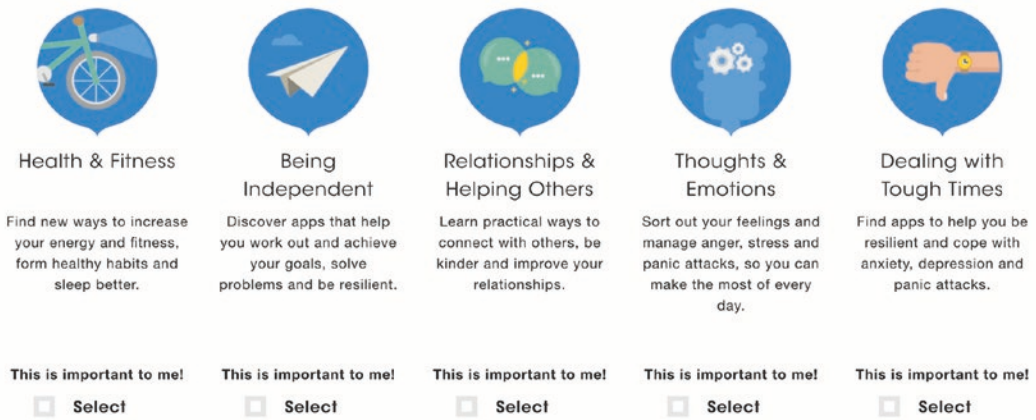 Health & Fitness
Find new ways to increase
your energy and fitness,
form healthy habits and
sleep better.
This is important to me!
Select
Being
Independent
Discover apps that help
you work out and achieve
your goals, solve
problems and be resilient.
This is important to me!
Select
Relationships &
Helping Others
Learn practical ways to
connect with others, be
kinder and improve your
relationships.
This is important to me!
Select
Thoughts &
Emotions
Sort out your feelings and
manage anger, stress and
panic attacks, so you can
make the most of every
day.
This is important to me!
Select
Dealing with
Tough Times
Find apps to help you be
resilient and cope with
anxiety, depression and
panic attacks.
This is important to me!
Select